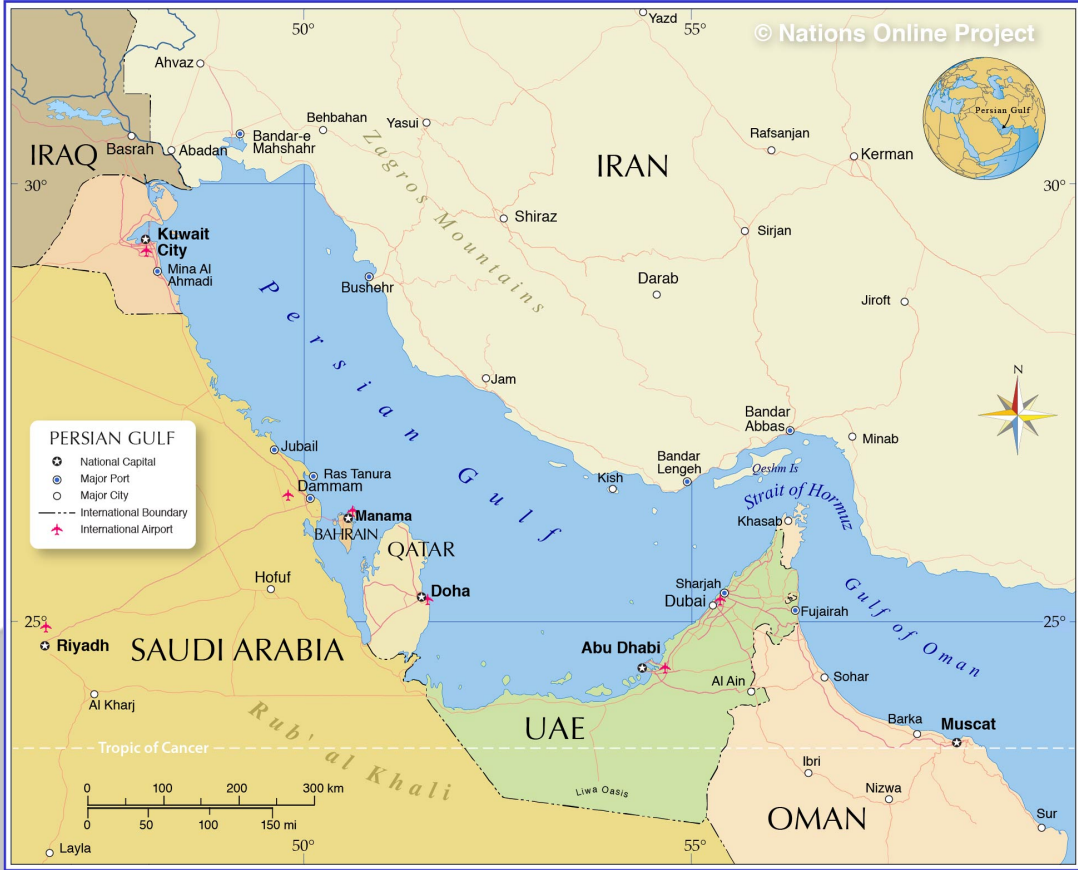 50°
55°
Yazd
© Nations Online Project
Ahvaz
Persian Gulf
Behbahan
Yasui
Bandar-e
Mahshahr
Rafsanjan
Basrah
Abadan
IRAQ
Kerman
IRAN
Zagros Mountains
30°
30°
Shiraz
Sirjan
Kuwait
City
Mina Al
Ahmadi
Bushehr
Darab
Jiroft
Persian Gulf
Jam
N
Bandar
Abbas
Minab
PERSIAN GULF
National Capital
Major Port
Major City
International Boundary
International Airport
Jubail
Ras Tanura
Dammam
Kish
Bandar
Lengeh
Qeshm Is
Strait of Hormuz
Khasab
Manama
BAHRAIN
QATAR
Hofuf
Doha
Sharjah
Dubai
Fujairah
Gulf of Oman
25°
25°
Riyadh
SAUDI ARABIA
Abu Dhabi
Al Ain
Sohar
Al Kharj
Rub' al Khali
UAE
Barka
Muscat
Tropic of Cancer
Ibri
Nizwa
Liwa Oasis
0 100 200 300 km
0 50 100 150 mi
OMAN
Sur
Layla
50°
55°